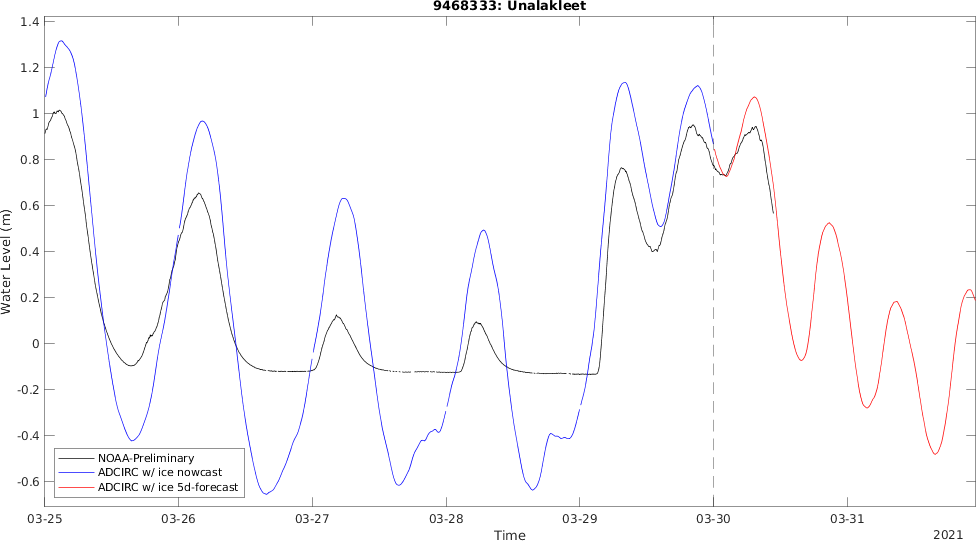 9468333: Unalakleet
1.4
1.2
1
0.8
0.6
0.4
0.2
0
-0.2
-0.4
-0.6
Water Level (m)
NOAA-Preliminary
ADCIRC w/ ice nowcast
ADCIRC w/ ice 5d-forecast
03-25 03-26 03-27 03-28 03-29 03-30 03-31
Time
2021